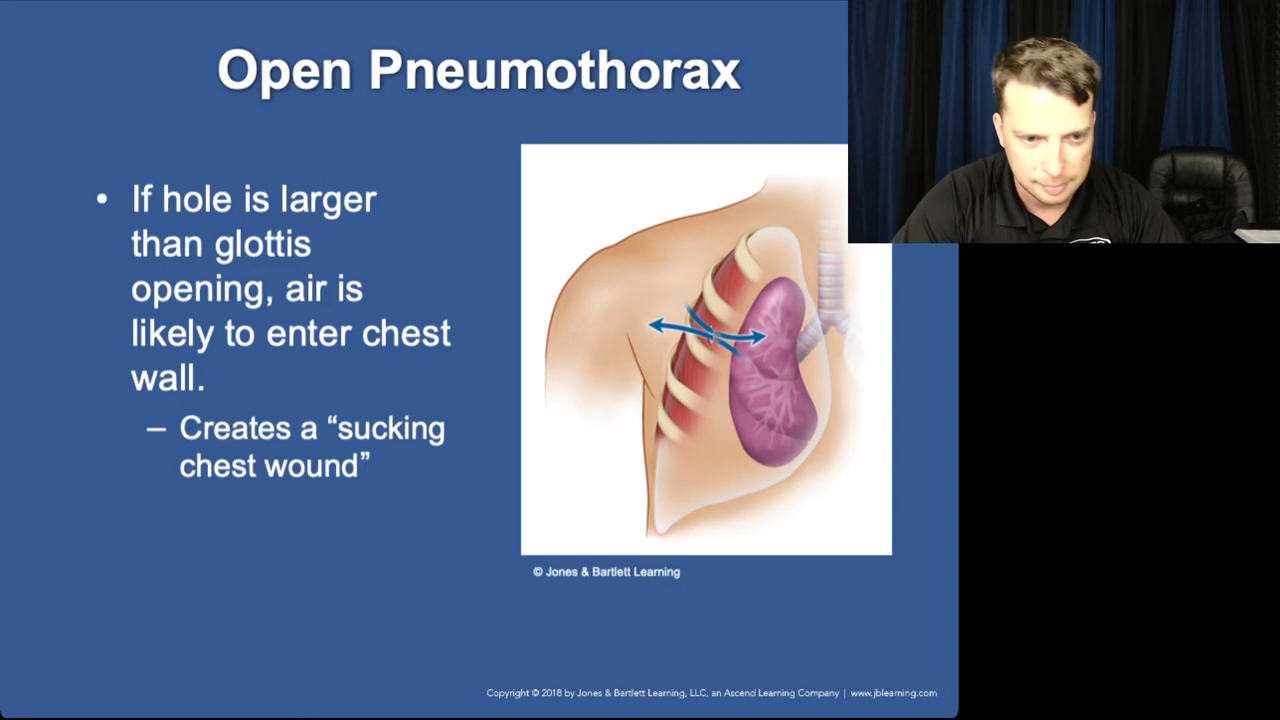 Open Pneumothorax
• If hole is larger
than glottis
opening, air is
likely to enter chest
wall.
– Creates a “sucking
chest wound”
© Jones & Bartlett Learning
Copyright © 2018 by Jones & Bartlett Learning, LLC, an Ascend Learning Company | www.jblearning.com